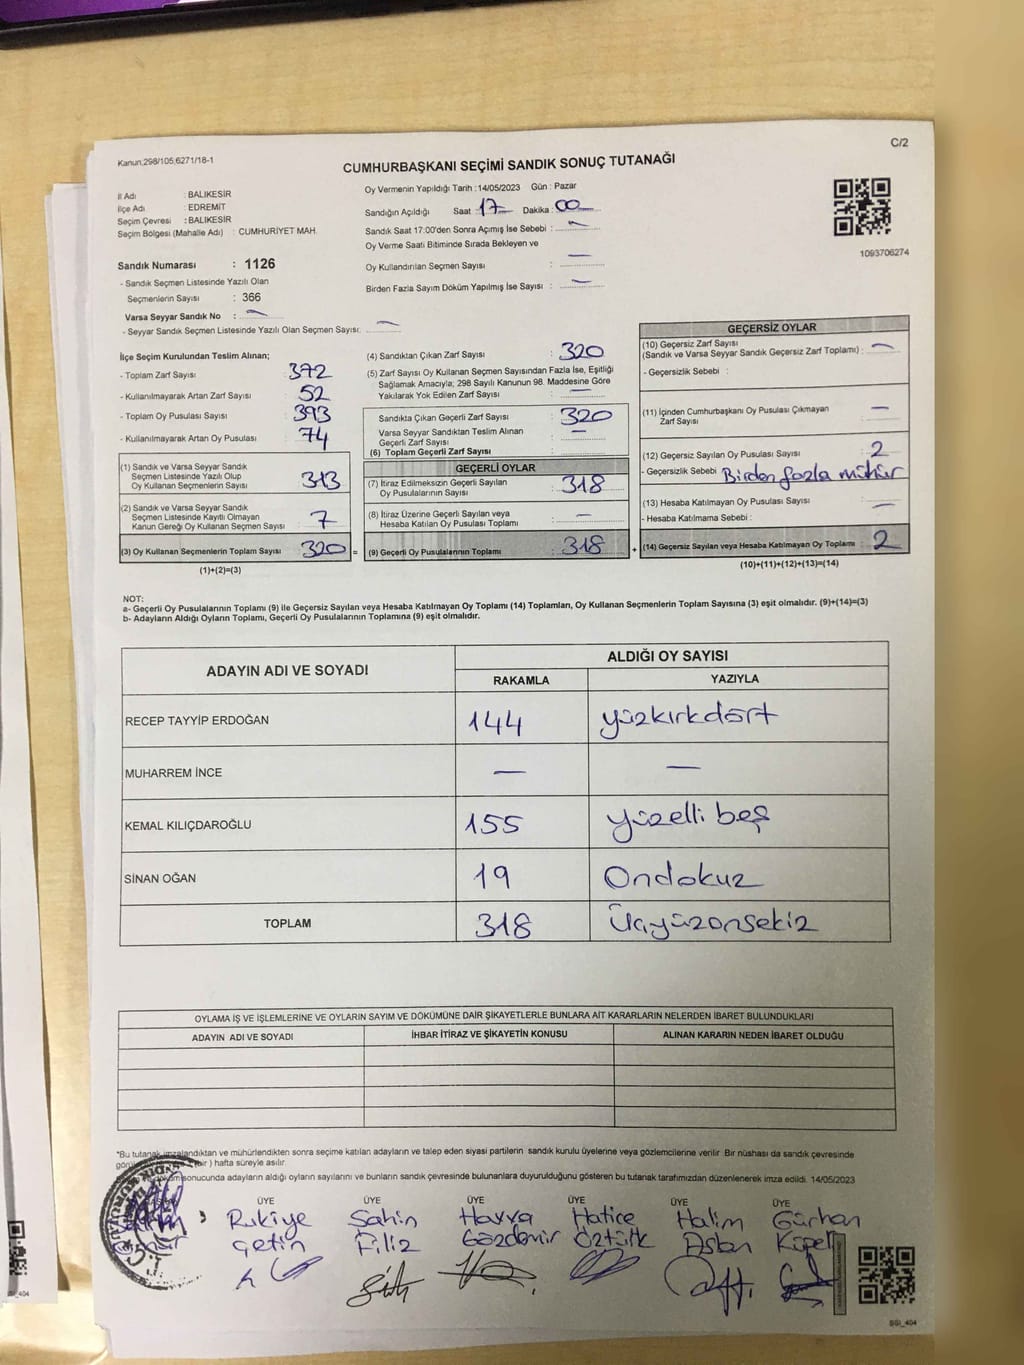 C/2
Kanun,298/105,6271/18-1
CUMHURBAŞKANI SEÇİMİ SANDIK SONUÇ TUTANAĞI
İl Adı : BALIKESİR
İlçe Adı : EDREMIT
Seçim Çevresi : BALIKESİR
Seçim Bölgesi (Mahalle Adı) : CUMHURİYET MAH.
Oy Vermenin Yapıldığı Tarih :14/05/2023 Gün : Pazar
Sandığın Açıldığı Saat : 17 Dakika : 00
Sandık Saat 17:00'den Sonra Açımış İse Sebebi : —
Oy Verme Saati Bitiminde Sırada Bekleyen ve
Oy Kullandırılan Seçmen Sayısı : —
Birden Fazla Sayım Döküm Yapılmış İse Sayısı : —
1093706274
Sandık Numarası : 1126
- Sandık Seçmen Listesinde Yazılı Olan
Seçmenlerin Sayısı : 366
Varsa Seyyar Sandık No : —
- Seyyar Sandık Seçmen Listesinde Yazılı Olan Seçmen Sayısı: —
İlçe Seçim Kurulundan Teslim Alınan;
- Toplam Zarf Sayısı : 372
- Kullanılmayarak Artan Zarf Sayısı : 52
- Toplam Oy Pusulası Sayısı : 393
- Kullanılmayarak Artan Oy Pusulası : 74
(1) Sandık ve Varsa Seyyar Sandık
Seçmen Listesinde Yazılı Olup
Oy Kullanan Seçmenlerin Sayısı : 313
(2) Sandık ve Varsa Seyyar Sandık
Seçmen Listesinde Kayıtlı Olmayan
Kanun Gereği Oy Kullanan Seçmen Sayısı : 7
(3) Oy Kullanan Seçmenlerin Toplam Sayısı : 320 =
(1)+(2)=(3)
(4) Sandıktan Çıkan Zarf Sayısı : 320
(5) Zarf Sayısı Oy Kullanan Seçmen Sayısından Fazla İse, Eşitliği
Sağlamak Amacıyla; 298 Sayılı Kanunun 98. Maddesine Göre
Yakılarak Yok Edilen Zarf Sayısı : —
Sandıkta Çıkan Geçerli Zarf Sayısı : 320
Varsa Seyyar Sandıktan Teslim Alınan
Geçerli Zarf Sayısı : —
(6) Toplam Geçerli Zarf Sayısı
GEÇERLİ OYLAR
(7) İtiraz Edilmeksizin Geçerli Sayılan
Oy Pusulalarının Sayısı : 318
(8) İtiraz Üzerine Geçerli Sayılan veya
Hesaba Katılan Oy Pusulası Toplamı : —
(9) Geçerli Oy Pusulalarının Toplamı : 318 +
GEÇERSİZ OYLAR
(10) Geçersiz Zarf Sayısı
(Sandık ve Varsa Seyyar Sandık Geçersiz Zarf Toplamı) : —
- Geçersizlik Sebebi :
(11) İçinden Cumhurbaşkanı Oy Pusulası Çıkmayan
Zarf Sayısı : —
(12) Geçersiz Sayılan Oy Pusulası Sayısı : 2
- Geçersizlik Sebebi : Birden fazla mühür
(13) Hesaba Katılmayan Oy Pusulası Sayısı : —
- Hesaba Katılmama Sebebi :
(14) Geçersiz Sayılan veya Hesaba Katılmayan Oy Toplamı : 2
(10)+(11)+(12)+(13)=(14)
NOT:
a- Geçerli Oy Pusulalarının Toplamı (9) ile Geçersiz Sayılan veya Hesaba Katılmayan Oy Toplamı (14) Toplamları, Oy Kullanan Seçmenlerin Toplam Sayısına (3) eşit olmalıdır. (9)+(14)=(3)
b- Adayların Aldığı Oyların Toplamı, Geçerli Oy Pusulalarının Toplamına (9) eşit olmalıdır.
ADAYIN ADI VE SOYADI ALDIĞI OY SAYISI
RAKAMLA YAZIYLA
RECEP TAYYİP ERDOĞAN 144 yüzkırkdört
MUHARREM İNCE — —
KEMAL KILIÇDAROĞLU 155 yüzelli beş
SİNAN OĞAN 19 Ondokuz
TOPLAM 318 Üçyüzonsekiz
OYLAMA İŞ VE İŞLEMLERİNE VE OYLARIN SAYIM VE DÖKÜMÜNE DAİR ŞİKAYETLERLE BUNLARA AİT KARARLARIN NELERDEN İBARET BULUNDUKLARI
ADAYIN ADI VE SOYADI İHBAR İTİRAZ VE ŞİKAYETİN KONUSU ALINAN KARARIN NEDEN İBARET OLDUĞU
*Bu tutanak imzalandıktan ve mühürlendikten sonra seçime katılan adayların ve talep eden siyasi partilerin sandık kurulu üyelerine veya gözlemcilerine verilir. Bir nüshası da sandık çevresinde
(bir ) hafta süreyle asılır
sonucunda adayların aldığı oyların sayılarını ve bunların sandık çevresinde bulunanlara duyurulduğunu gösteren bu tutanak tarafımızdan düzenlenerek imza edildi. 14/05/2023
ÜYE ÜYE ÜYE ÜYE ÜYE ÜYE
Rukiye Şahin Havva Hatice Halim Gürhan
Çetin Filiz Gözdemir Öztürk Aslan
SGI_404